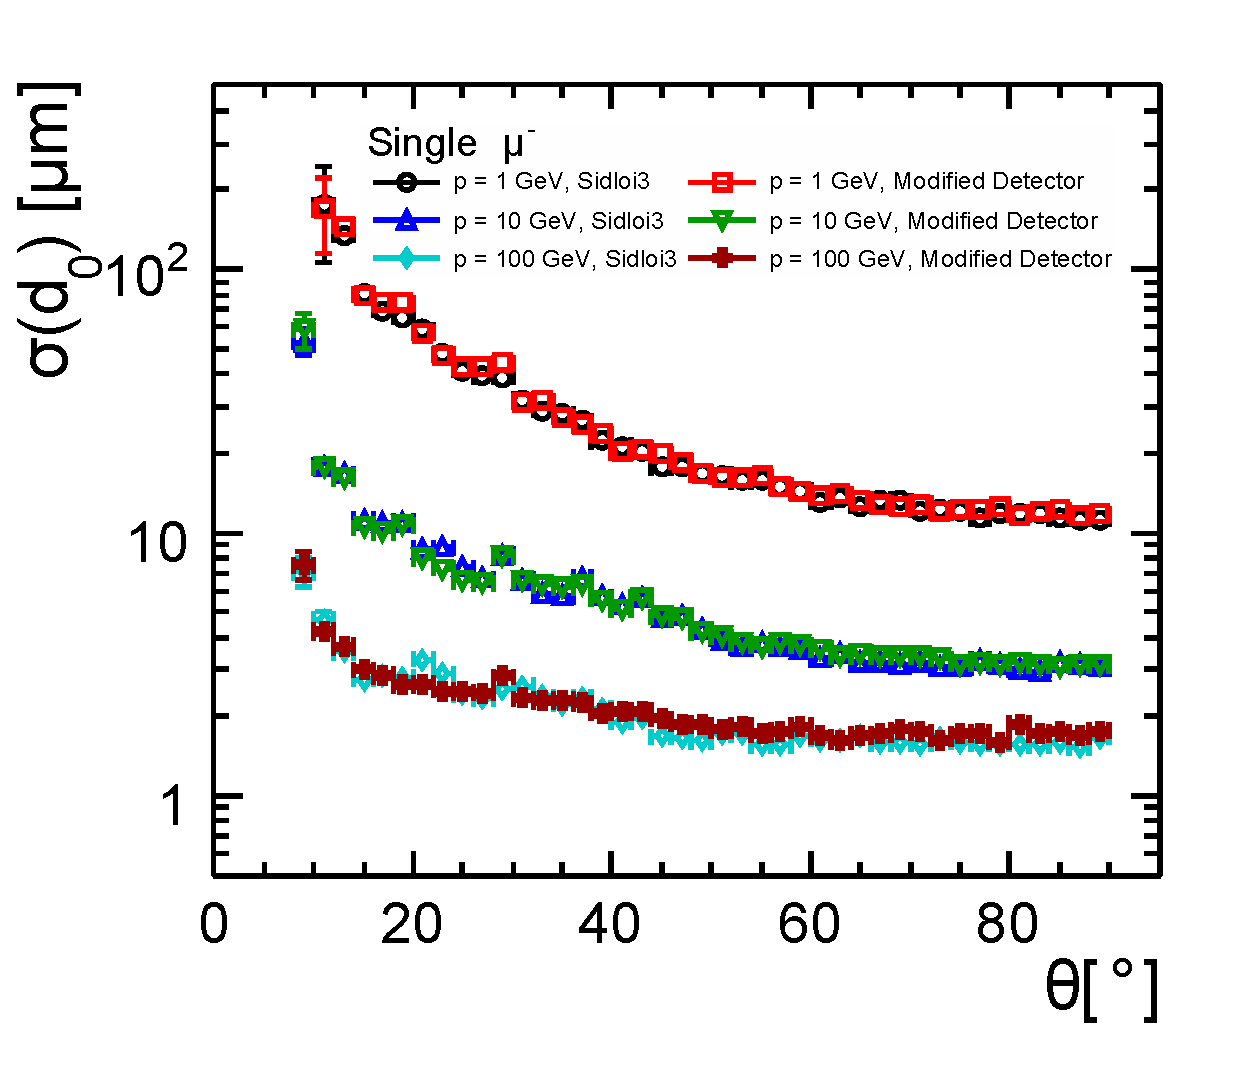 σ(d0) [μm]
Single μ-
p = 1 GeV, Sidloi3
p = 1 GeV, Modified Detector
p = 10 GeV, Sidloi3
p = 10 GeV, Modified Detector
p = 100 GeV, Sidloi3
p = 100 GeV, Modified Detector
10²
10
1
0 20 40 60 80
θ[°]